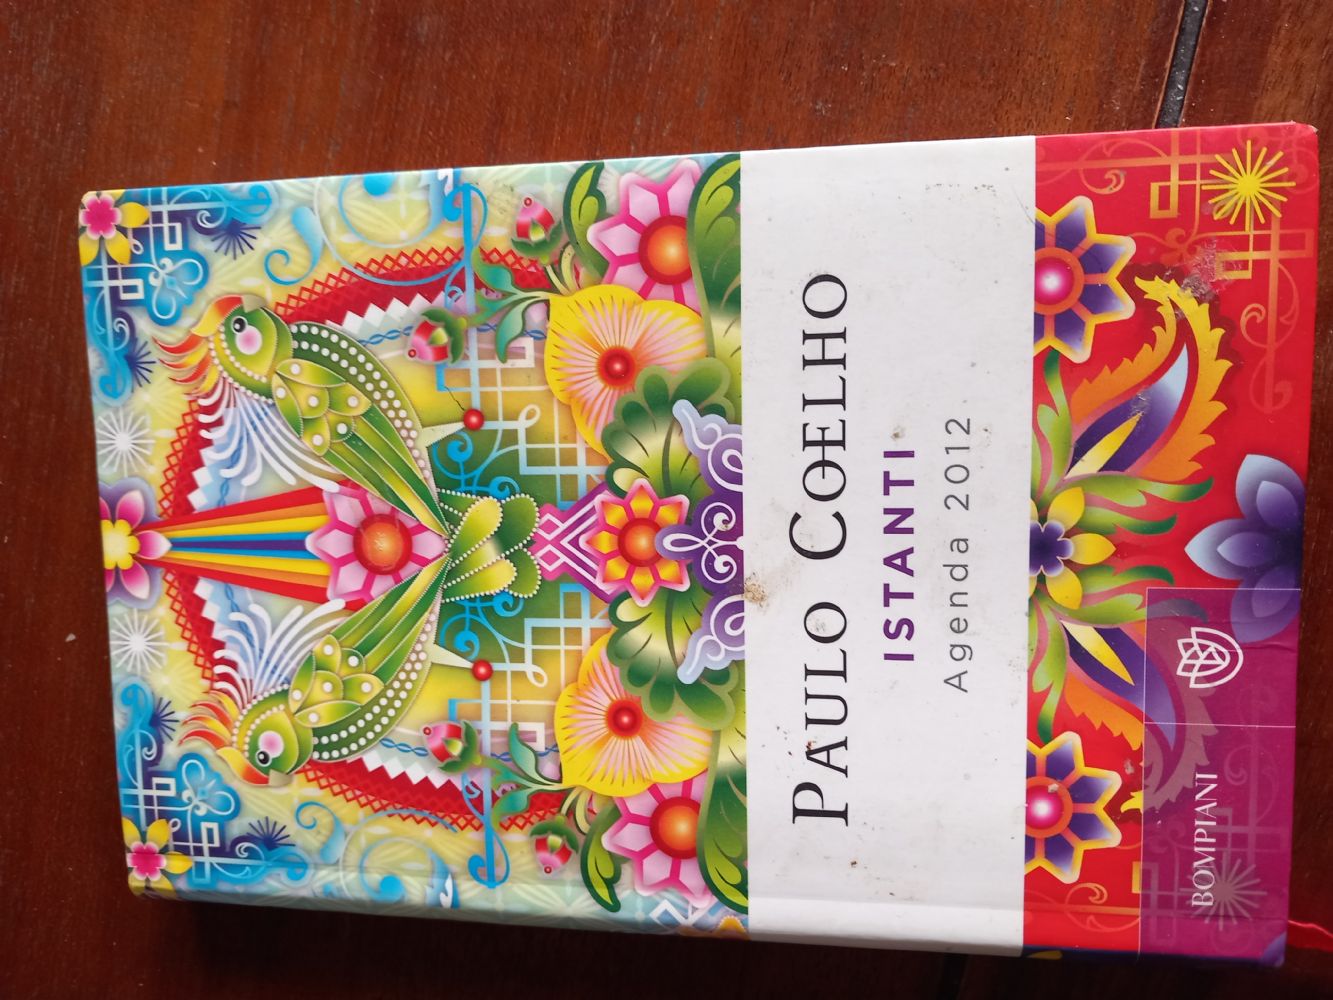 PAULO COELHO
ISTANTI
Agenda 2012
BOMPIANI